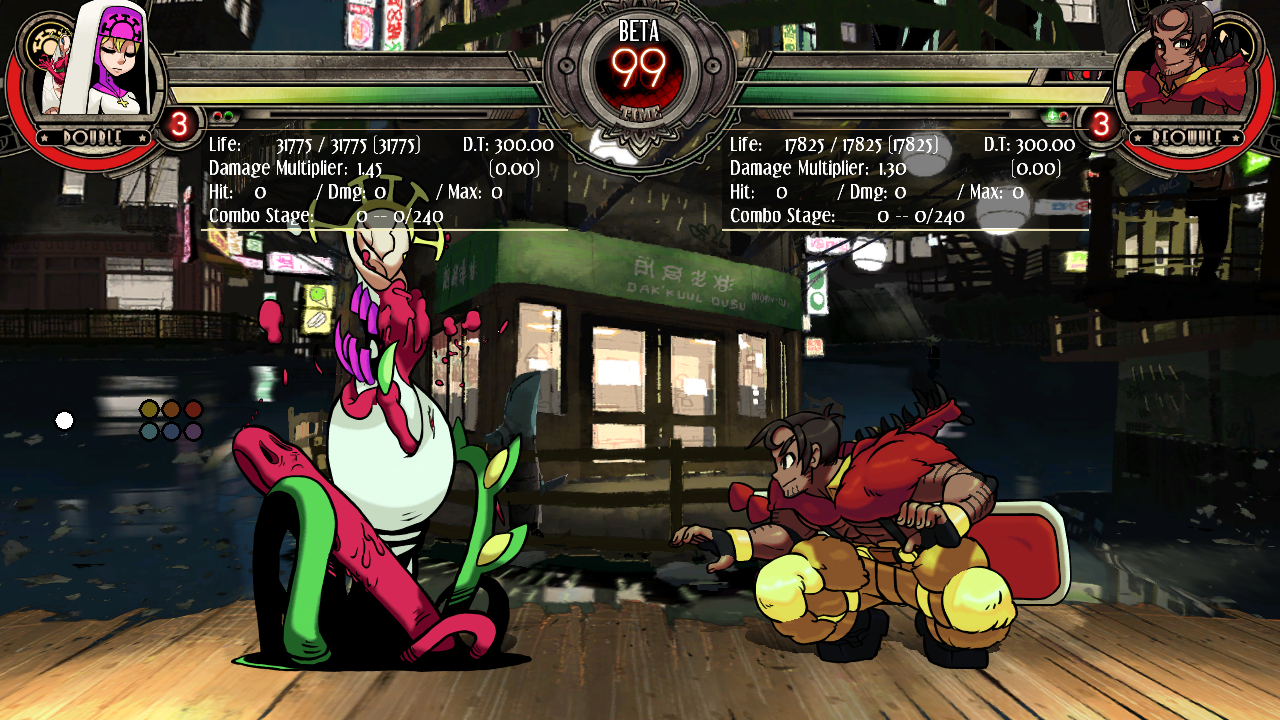 BETA
99
TIME
DOUBLE
3
3
BEOWULF
Life: 31775 / 31775 [31775] D.T: 300.00
Damage Multiplier: 1.45 [0.00]
Hit: 0 / Dmg: 0 / Max: 0
Combo Stage: 0 -- 0/240
Life: 17825 / 17825 [17825] D.T: 300.00
Damage Multiplier: 1.30 [0.00]
Hit: 0 / Dmg: 0 / Max: 0
Combo Stage: 0 -- 0/240
DAK'KUUL OUSU